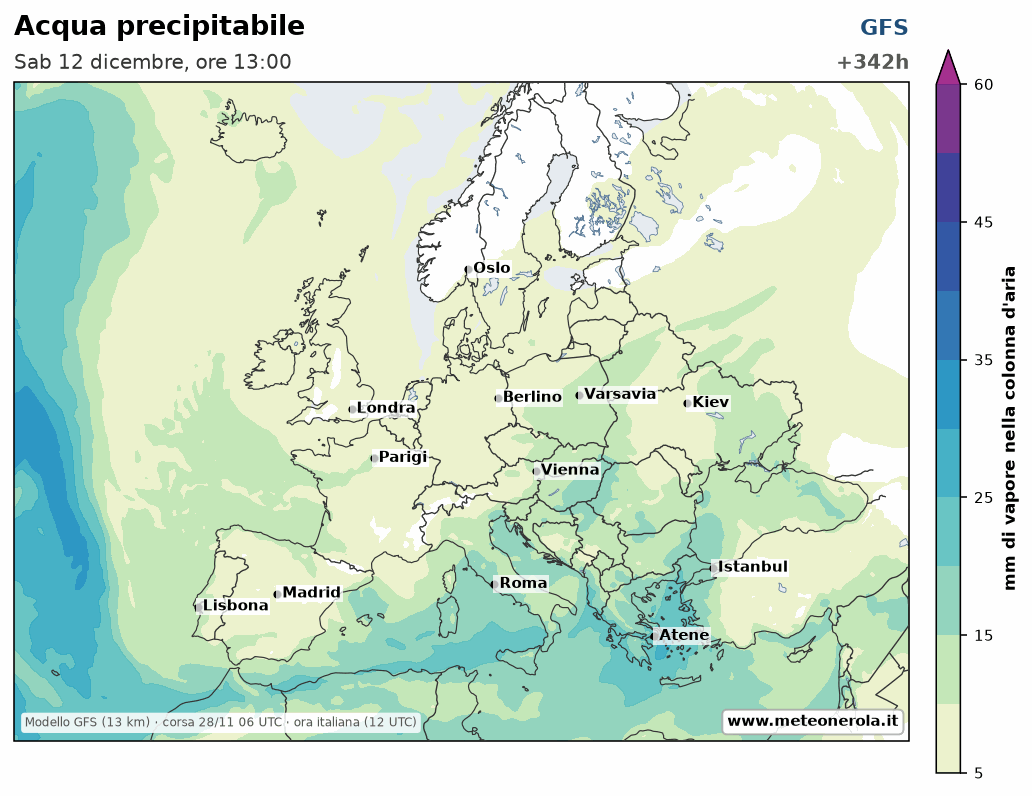 Acqua precipitabile
GFS
Sab 12 dicembre, ore 13:00
+342h
60
45
35
25
15
5
mm di vapore nella colonna d'aria
Oslo
Londra
Berlino
Varsavia
Kiev
Parigi
Vienna
Istanbul
Roma
Madrid
Lisbona
Atene
Modello GFS (13 km) · corsa 28/11 06 UTC · ora italiana (12 UTC)
www.meteonerola.it